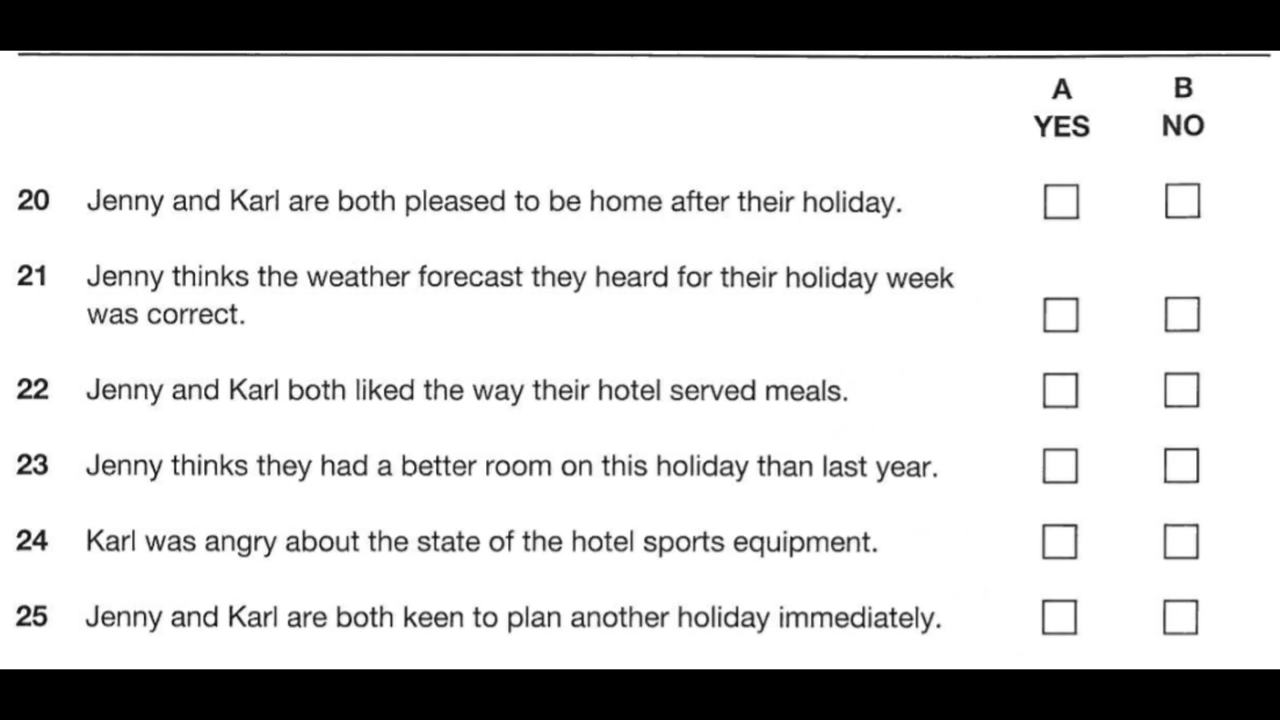 A B
YES NO
20 Jenny and Karl are both pleased to be home after their holiday.
21 Jenny thinks the weather forecast they heard for their holiday week
was correct.
22 Jenny and Karl both liked the way their hotel served meals.
23 Jenny thinks they had a better room on this holiday than last year.
24 Karl was angry about the state of the hotel sports equipment.
25 Jenny and Karl are both keen to plan another holiday immediately.